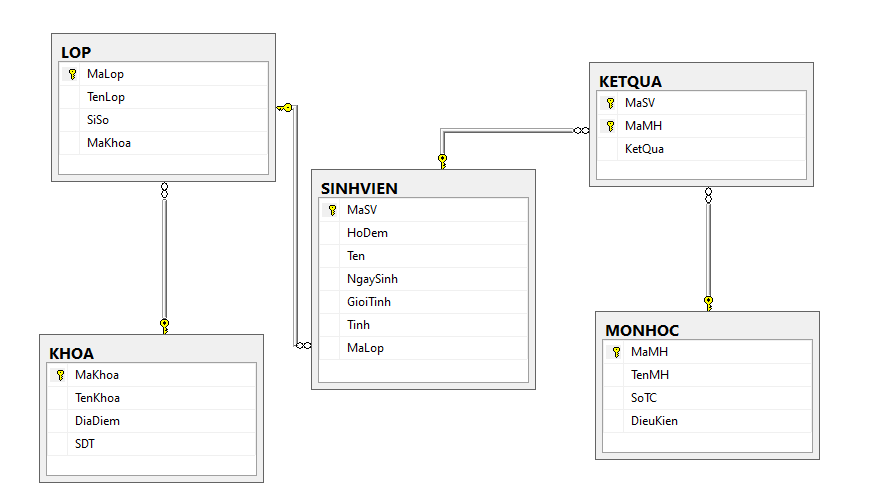 LOP
MaLop
TenLop
SiSo
MaKhoa
KETQUA
MaSV
MaMH
KetQua
SINHVIEN
MaSV
HoDem
Ten
NgaySinh
GioiTinh
Tinh
MaLop
KHOA
MaKhoa
TenKhoa
DiaDiem
SDT
MONHOC
MaMH
TenMH
SoTC
DieuKien